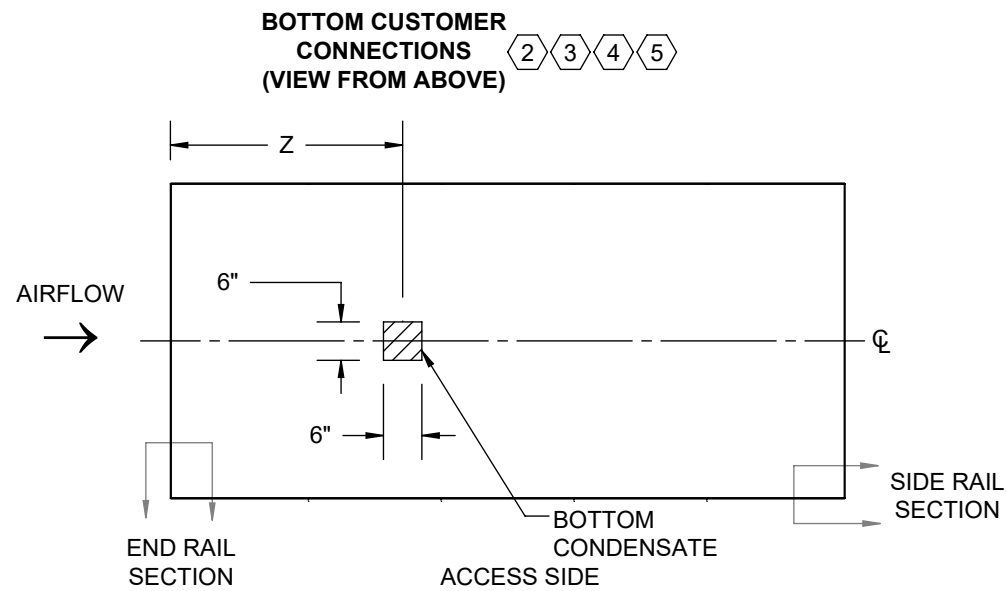 BOTTOM CUSTOMER
CONNECTIONS
(VIEW FROM ABOVE)
2 3 4 5
Z
6"
AIRFLOW
℄
6"
SIDE RAIL
SECTION
BOTTOM
CONDENSATE
END RAIL
SECTION
ACCESS SIDE